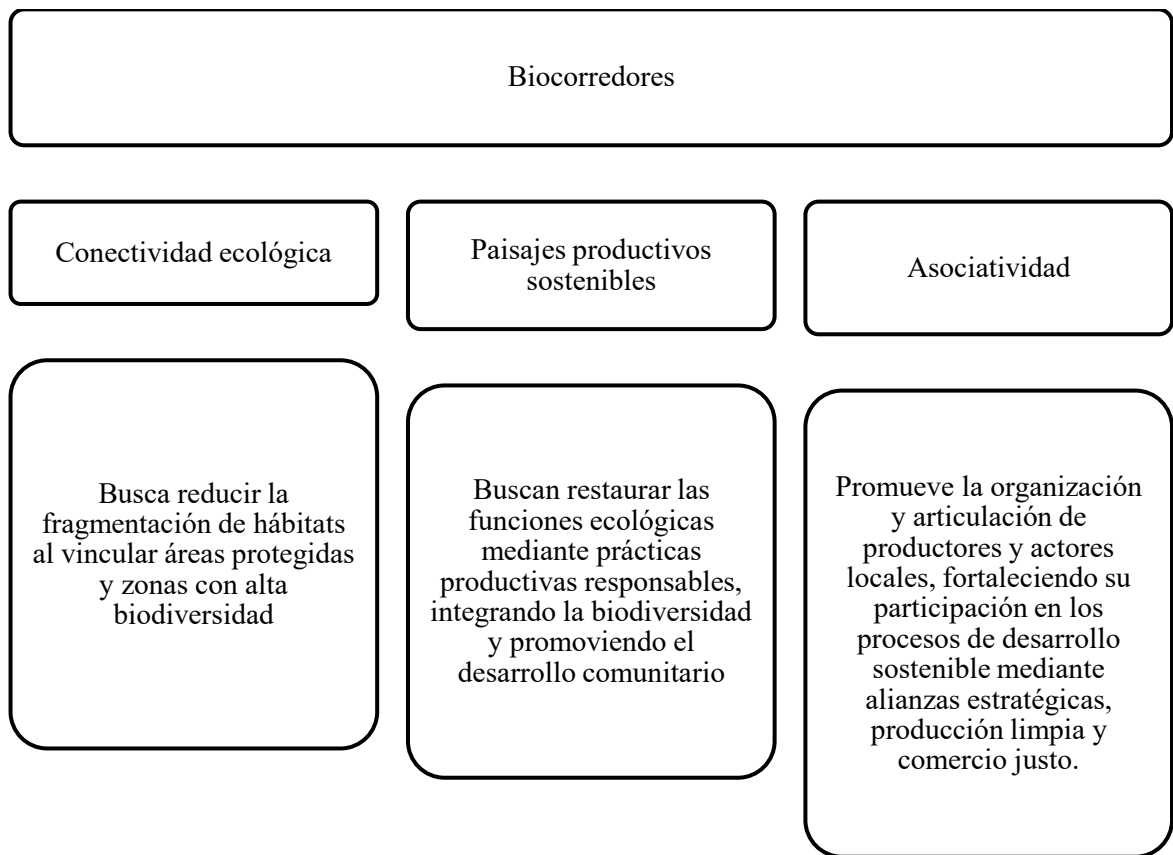 Biocorredores
Conectividad ecológica
Paisajes productivos
sostenibles
Asociatividad
Busca reducir la
fragmentación de hábitats
al vincular áreas protegidas
y zonas con alta
biodiversidad
Buscan restaurar las
funciones ecológicas
mediante prácticas
productivas responsables,
integrando la biodiversidad
y promoviendo el
desarrollo comunitario
Promueve la organización
y articulación de
productores y actores
locales, fortaleciendo su
participación en los
procesos de desarrollo
sostenible mediante
alianzas estratégicas,
producción limpia y
comercio justo.